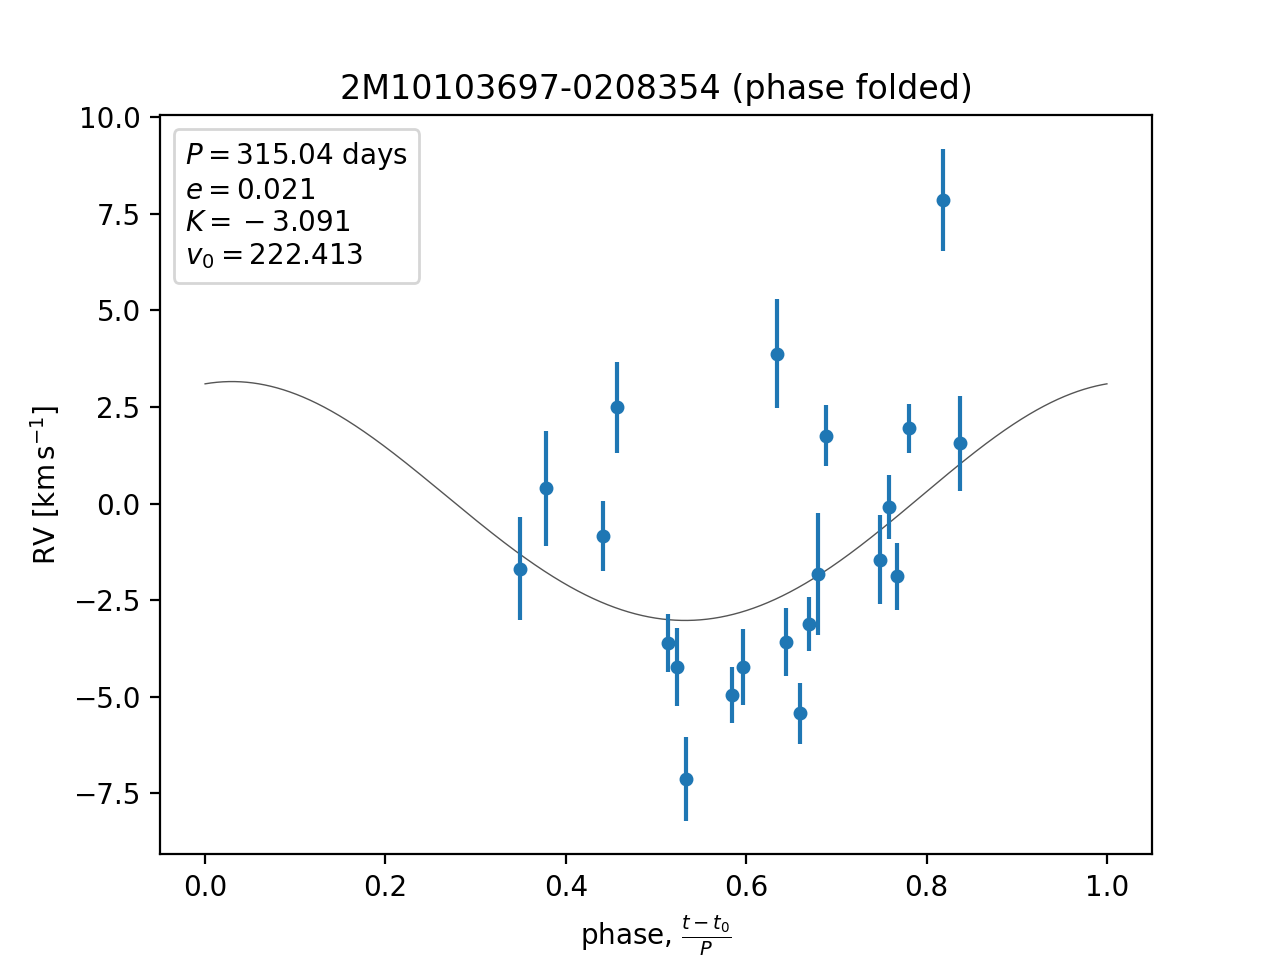 2M10103697-0208354 (phase folded)
P = 315.04 days
e = 0.021
K = −3.091
v₀ = 222.413
10.0
7.5
5.0
2.5
0.0
−2.5
−5.0
−7.5
RV [km s⁻¹]
0.0 0.2 0.4 0.6 0.8 1.0
phase, (t − t₀)/P